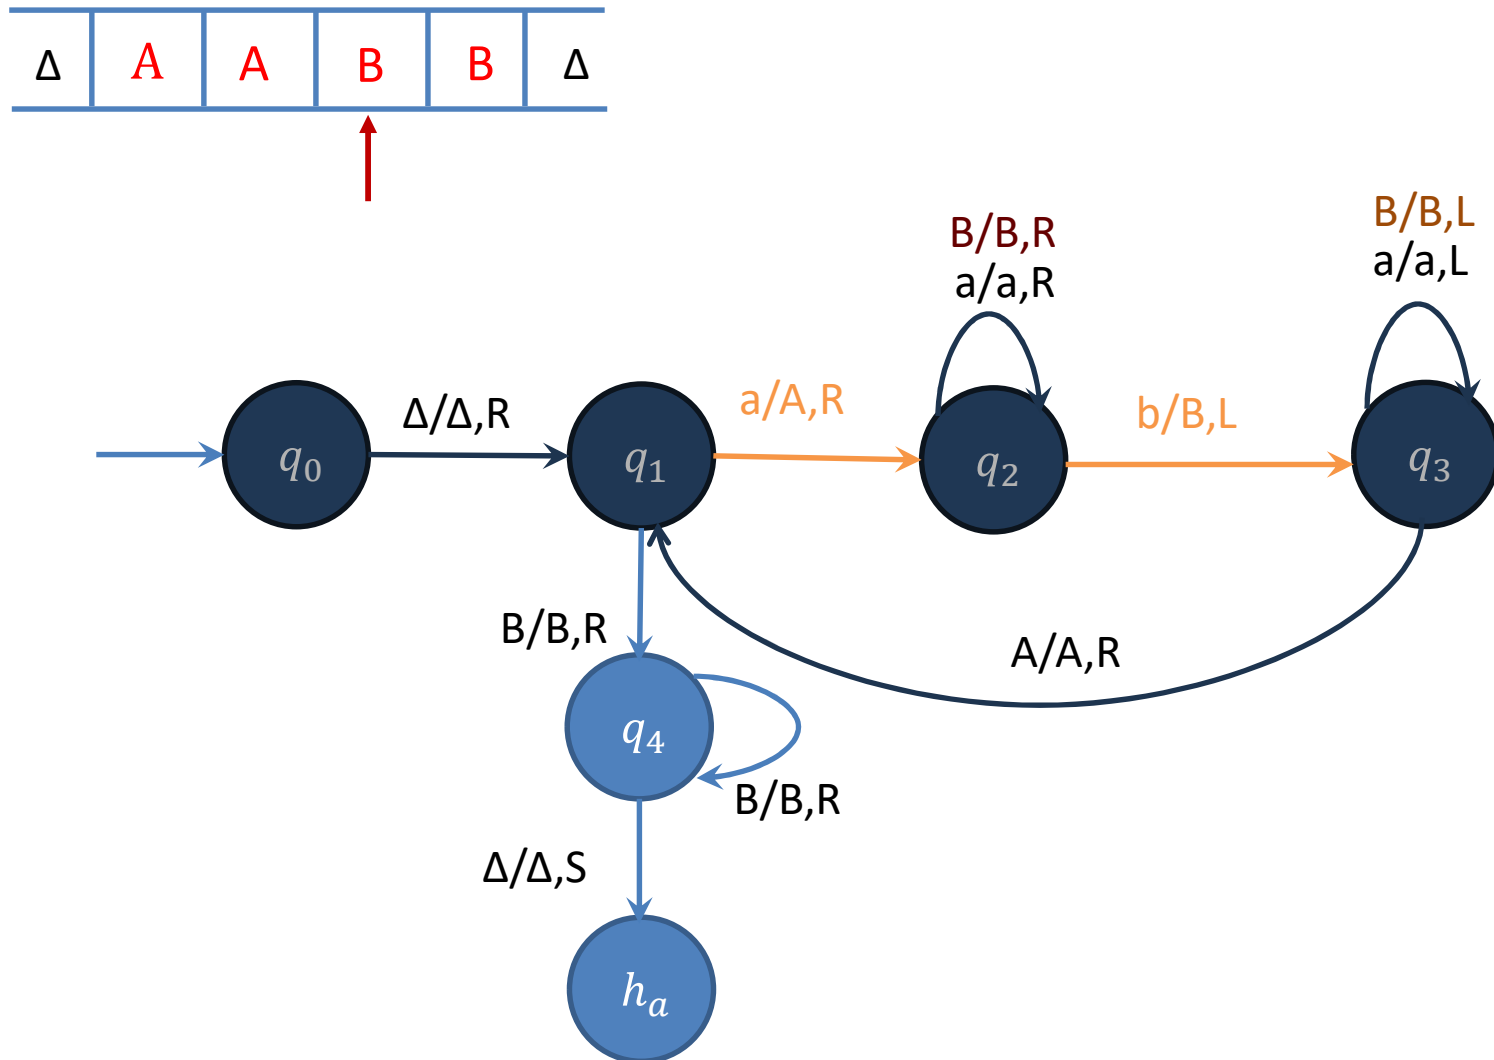 Δ A A B B Δ
B/B,R
a/a,R
B/B,L
a/a,L
Δ/Δ,R
a/A,R
b/B,L
q₀
q₁
q₂
q₃
B/B,R
A/A,R
q₄
B/B,R
Δ/Δ,S
hₐ